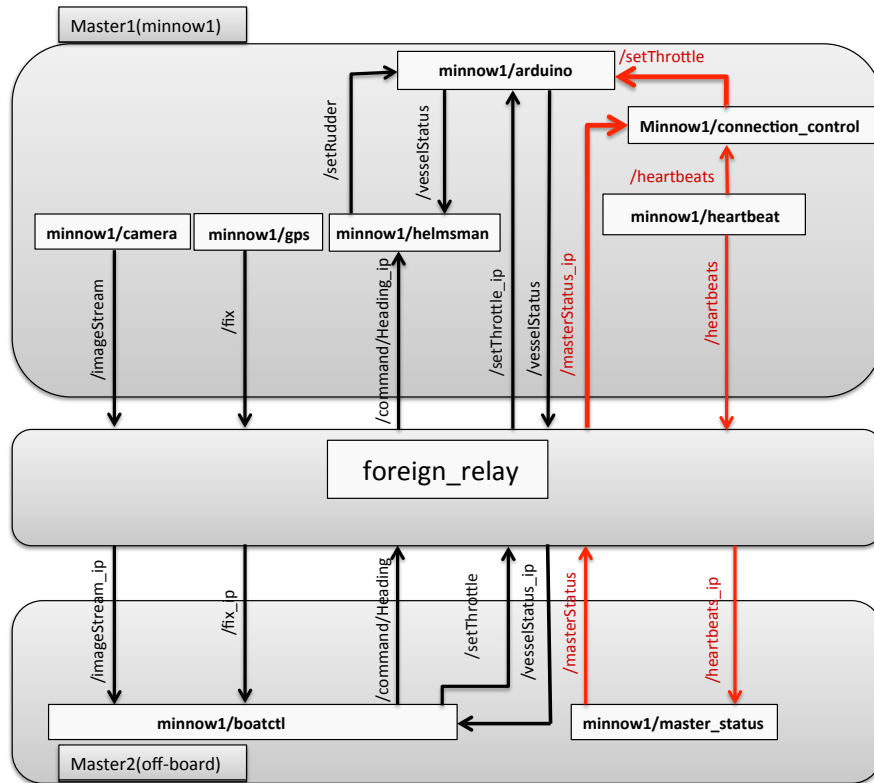 Master1(minnow1)
/setThrottle
minnow1/arduino
Minnow1/connection_control
/setRudder
/vesselStatus
/heartbeats
minnow1/heartbeat
minnow1/camera
minnow1/gps
minnow1/helmsman
/imageStream
/fix
/command/Heading_ip
/setThrottle_ip
/vesselStatus
/masterStatus_ip
/heartbeats
foreign_relay
/imageStream_ip
/fix_ip
/command/Heading
/setThrottle
/vesselStatus_ip
/masterStatus
/heartbeats_ip
minnow1/boatctl
minnow1/master_status
Master2(off-board)